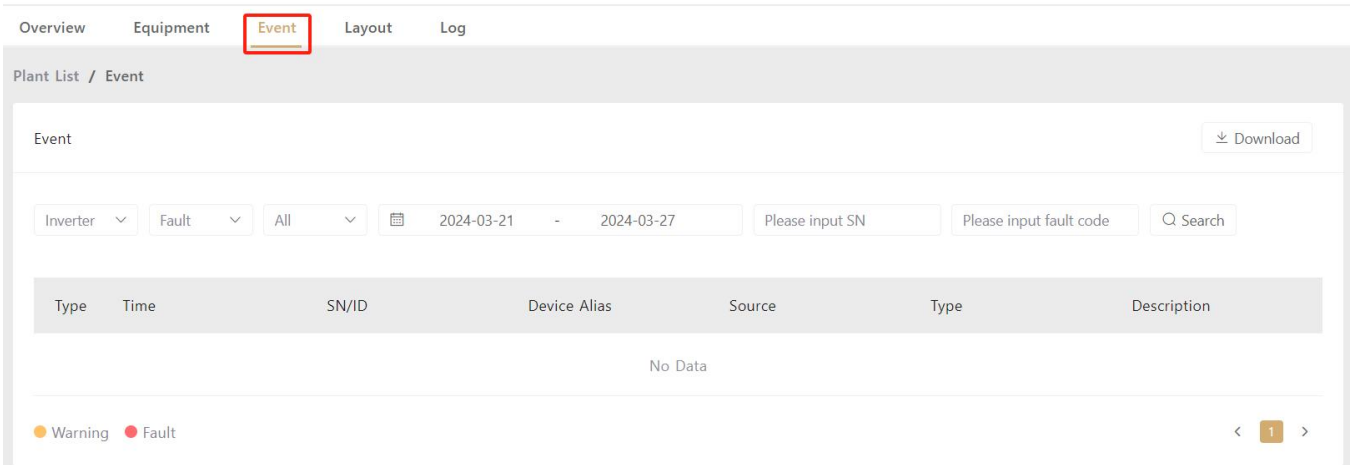 Overview Equipment Event Layout Log
Plant List / Event
Event Download
Inverter Fault All 2024-03-21 - 2024-03-27 Please input SN Please input fault code Search
Type Time SN/ID Device Alias Source Type Description
No Data
Warning Fault < 1 >